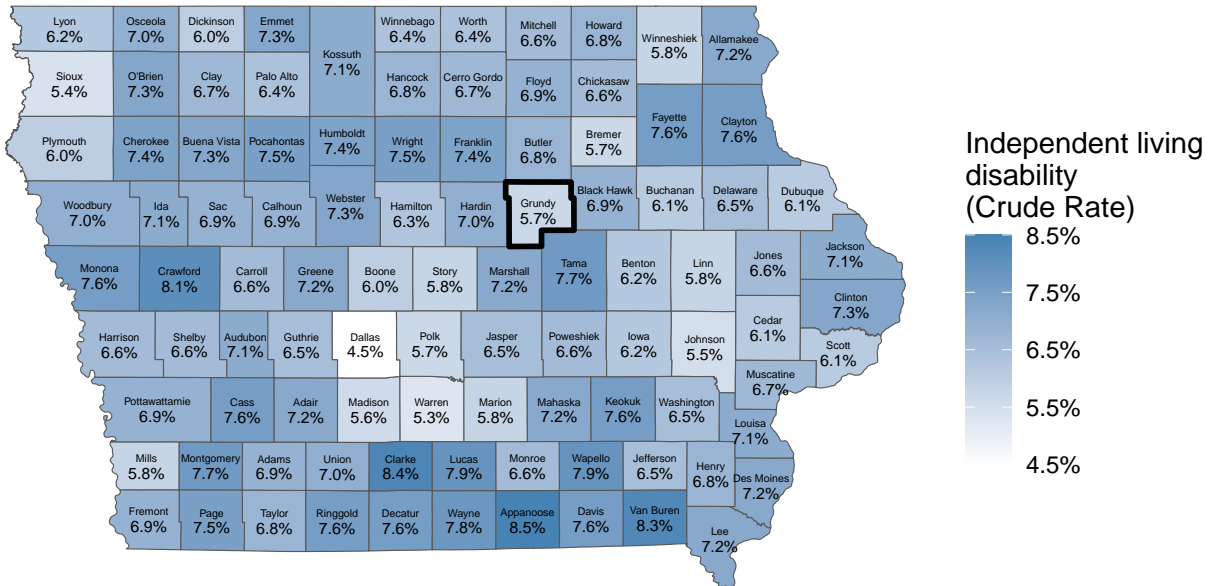 Lyon
6.2%
Osceola
7.0%
Dickinson
6.0%
Emmet
7.3%
Kossuth
7.1%
Winnebago
6.4%
Worth
6.4%
Mitchell
6.6%
Howard
6.8%
Winneshiek
5.8%
Allamakee
7.2%
Sioux
5.4%
O'Brien
7.3%
Clay
6.7%
Palo Alto
6.4%
Hancock
6.8%
Cerro Gordo
6.7%
Floyd
6.9%
Chickasaw
6.6%
Fayette
7.6%
Clayton
7.6%
Plymouth
6.0%
Cherokee
7.4%
Buena Vista
7.3%
Pocahontas
7.5%
Humboldt
7.4%
Wright
7.5%
Franklin
7.4%
Butler
6.8%
Bremer
5.7%
Woodbury
7.0%
Ida
7.1%
Sac
6.9%
Calhoun
6.9%
Webster
7.3%
Hamilton
6.3%
Hardin
7.0%
Grundy
5.7%
Black Hawk
6.9%
Buchanan
6.1%
Delaware
6.5%
Dubuque
6.1%
Monona
7.6%
Crawford
8.1%
Carroll
6.6%
Greene
7.2%
Boone
6.0%
Story
5.8%
Marshall
7.2%
Tama
7.7%
Benton
6.2%
Linn
5.8%
Jones
6.6%
Jackson
7.1%
Clinton
7.3%
Harrison
6.6%
Shelby
6.6%
Audubon
7.1%
Guthrie
6.5%
Dallas
4.5%
Polk
5.7%
Jasper
6.5%
Poweshiek
6.6%
Iowa
6.2%
Johnson
5.5%
Cedar
6.1%
Scott
6.1%
Muscatine
6.7%
Pottawattamie
6.9%
Cass
7.6%
Adair
7.2%
Madison
5.6%
Warren
5.3%
Marion
5.8%
Mahaska
7.2%
Keokuk
7.6%
Washington
6.5%
Louisa
7.1%
Mills
5.8%
Montgomery
7.7%
Adams
6.9%
Union
7.0%
Clarke
8.4%
Lucas
7.9%
Monroe
6.6%
Wapello
7.9%
Jefferson
6.5%
Henry
6.8%
Des Moines
7.2%
Fremont
6.9%
Page
7.5%
Taylor
6.8%
Ringgold
7.6%
Decatur
7.6%
Wayne
7.8%
Appanoose
8.5%
Davis
7.6%
Van Buren
8.3%
Lee
7.2%
Independent living
disability
(Crude Rate)
8.5%
7.5%
6.5%
5.5%
4.5%